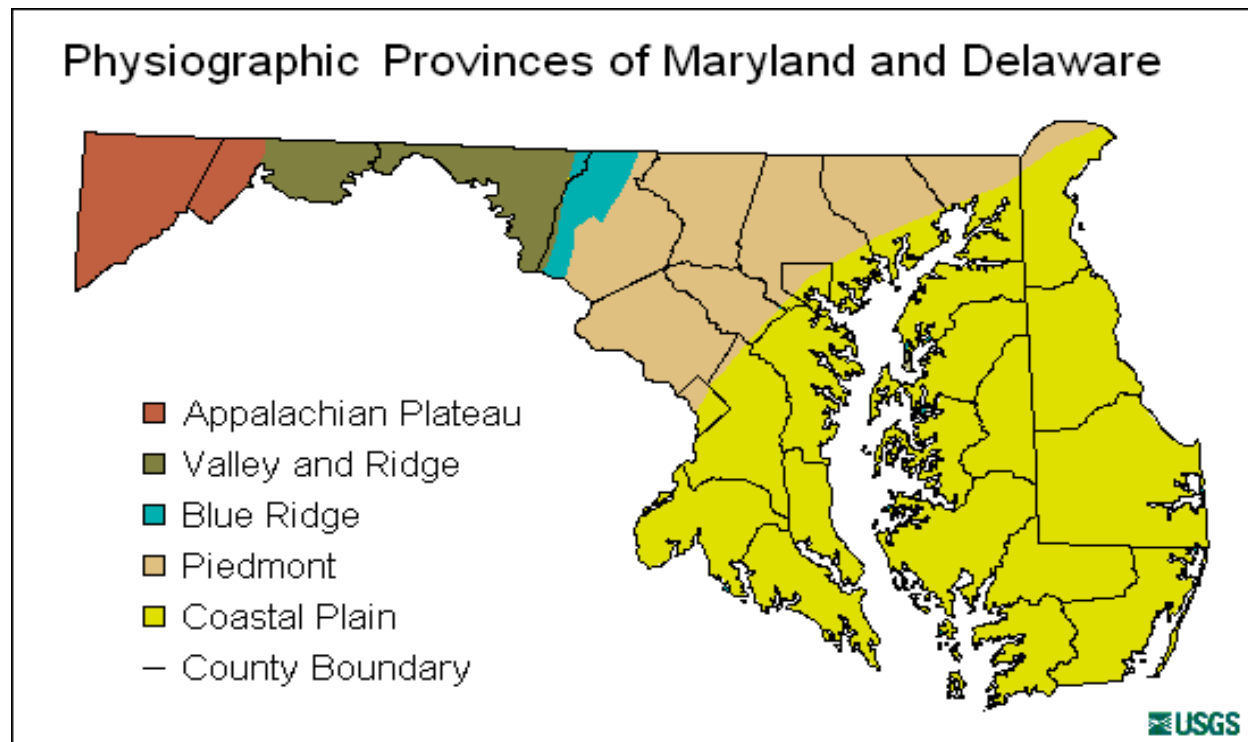 Physiographic Provinces of Maryland and Delaware
Appalachian Plateau
Valley and Ridge
Blue Ridge
Piedmont
Coastal Plain
County Boundary
USGS